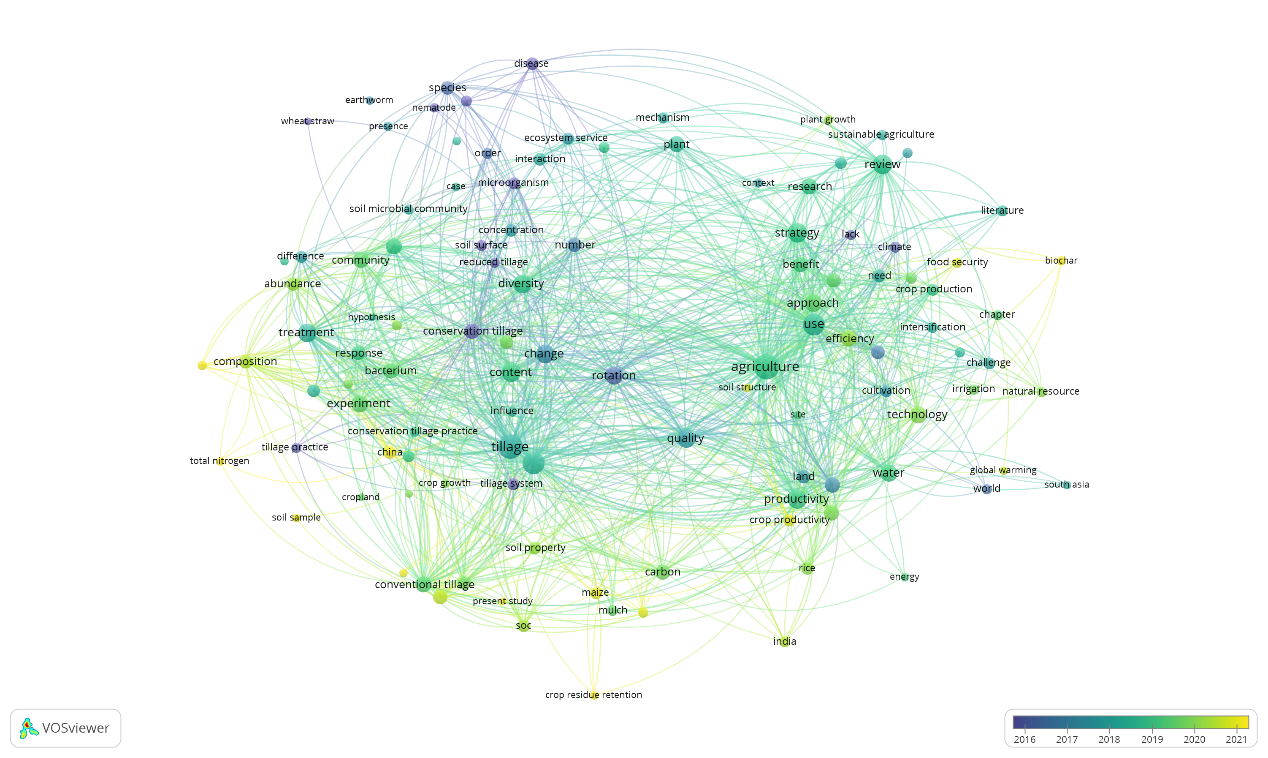 disease
species
earthworm
nematode
wheat straw
presence
mechanism
plant growth
ecosystem service
sustainable agriculture
plant
order
interaction
review
microorganism
context
research
case
soil microbial community
literature
concentration
strategy
lack
soil surface
number
climate
difference
community
reduced tillage
benefit
food security
biochar
need
abundance
diversity
crop production
approach
hypothesis
chapter
treatment
conservation tillage
use
intensification
efficiency
response
change
composition
challenge
bacterium
content
agriculture
rotation
soil structure
cultivation
irrigation
natural resource
experiment
influence
site
technology
conservation tillage practice
quality
tillage practice
tillage
china
total nitrogen
global warming
water
land
crop growth
tillage system
world
south asia
cropland
productivity
soil sample
crop productivity
soil property
rice
carbon
energy
conventional tillage
maize
present study
mulch
soc
india
crop residue retention
VOSviewer
2016 2017 2018 2019 2020 2021